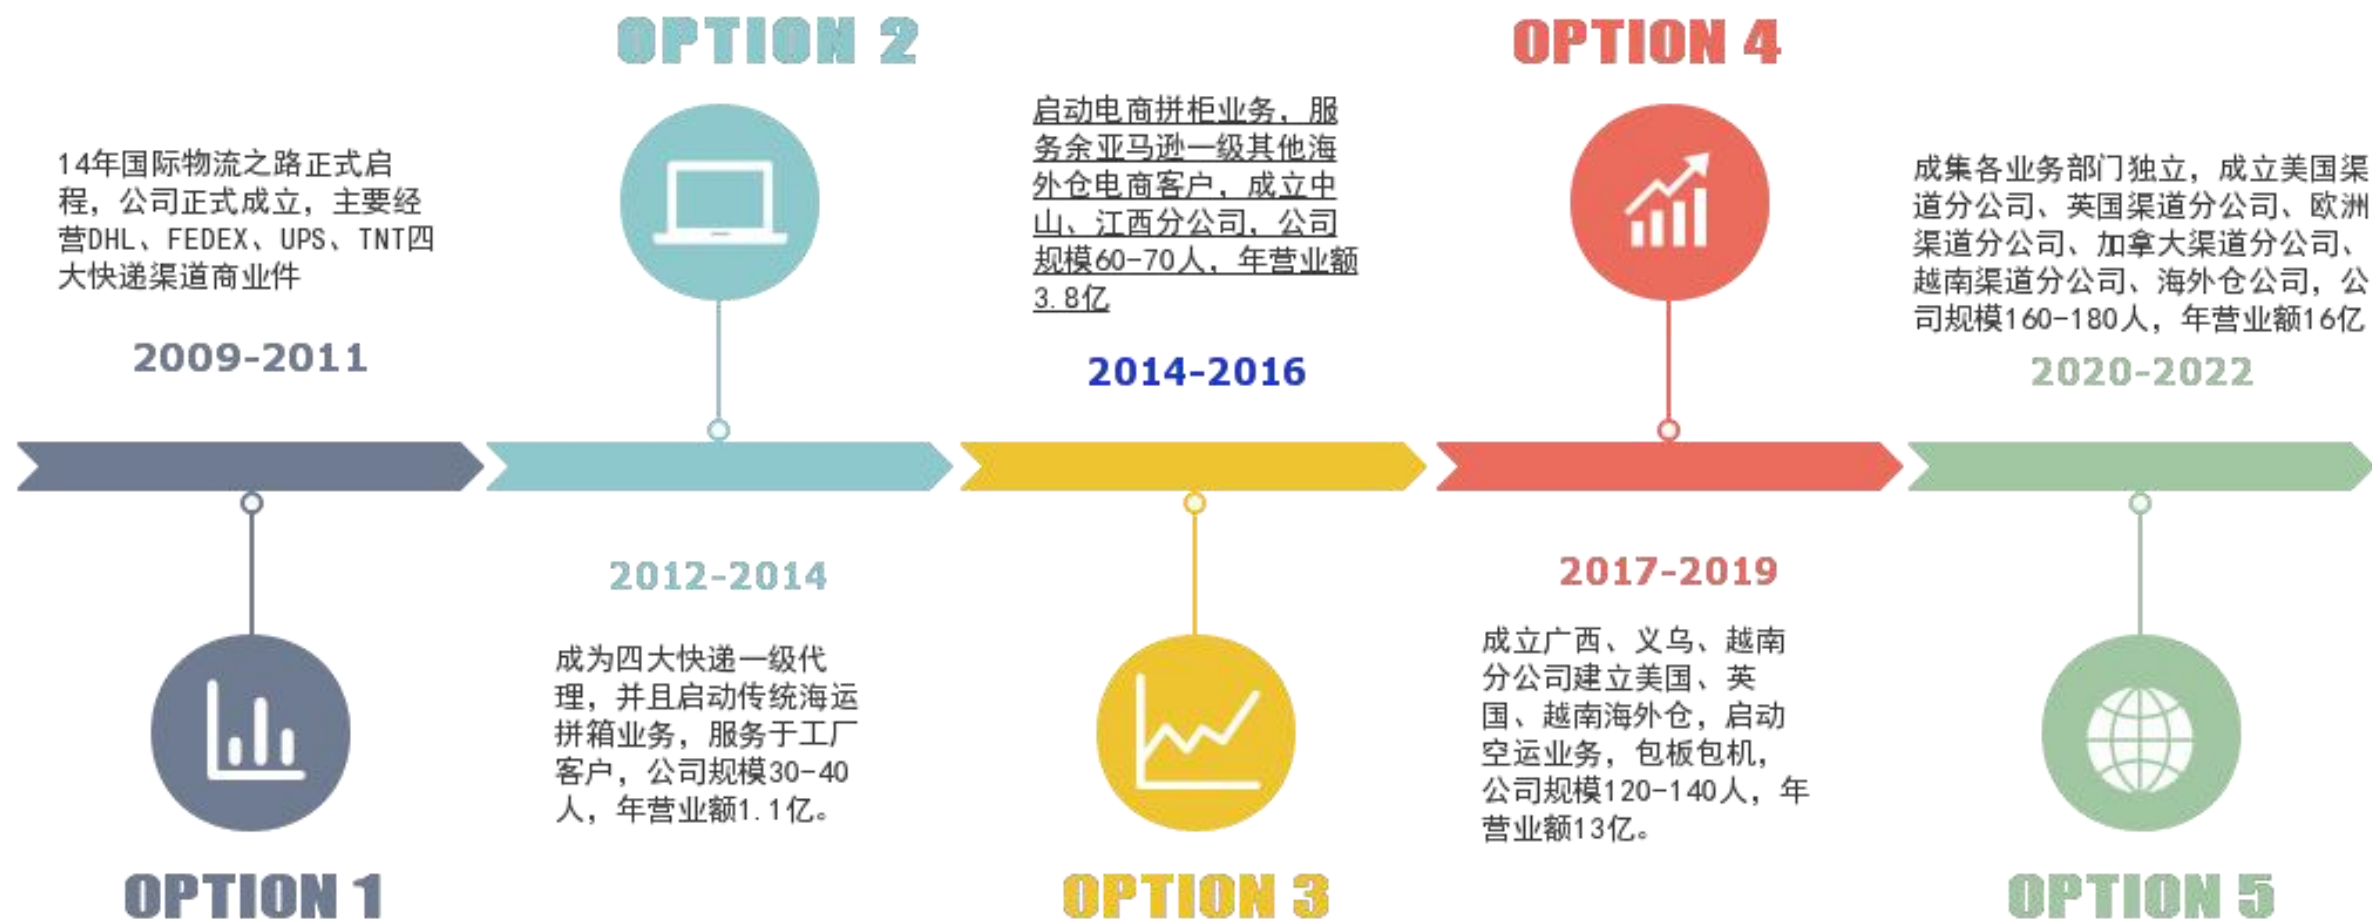 14年国际物流之路正式启
程，公司正式成立，主要经
营DHL、FEDEX、UPS、TNT四
大快递渠道商业件
2009-2011
OPTION 1
OPTION 2
2012-2014
成为四大快递一级代
理，并且启动传统海运
拼箱业务，服务于工厂
客户，公司规模30-40
人，年营业额1.1亿。
启动电商拼柜业务，服
务余亚马逊一级其他海
外仓电商客户，成立中
山、江西分公司，公司
规模60-70人，年营业额
3.8亿
2014-2016
OPTION 3
OPTION 4
2017-2019
成立广西、义乌、越南
分公司建立美国、英
国、越南海外仓，启动
空运业务，包板包机，
公司规模120-140人，年
营业额13亿。
成集各业务部门独立，成立美国渠
道分公司、英国渠道分公司、欧洲
渠道分公司、加拿大渠道分公司、
越南渠道分公司、海外仓公司，公
司规模160-180人，年营业额16亿
2020-2022
OPTION 5